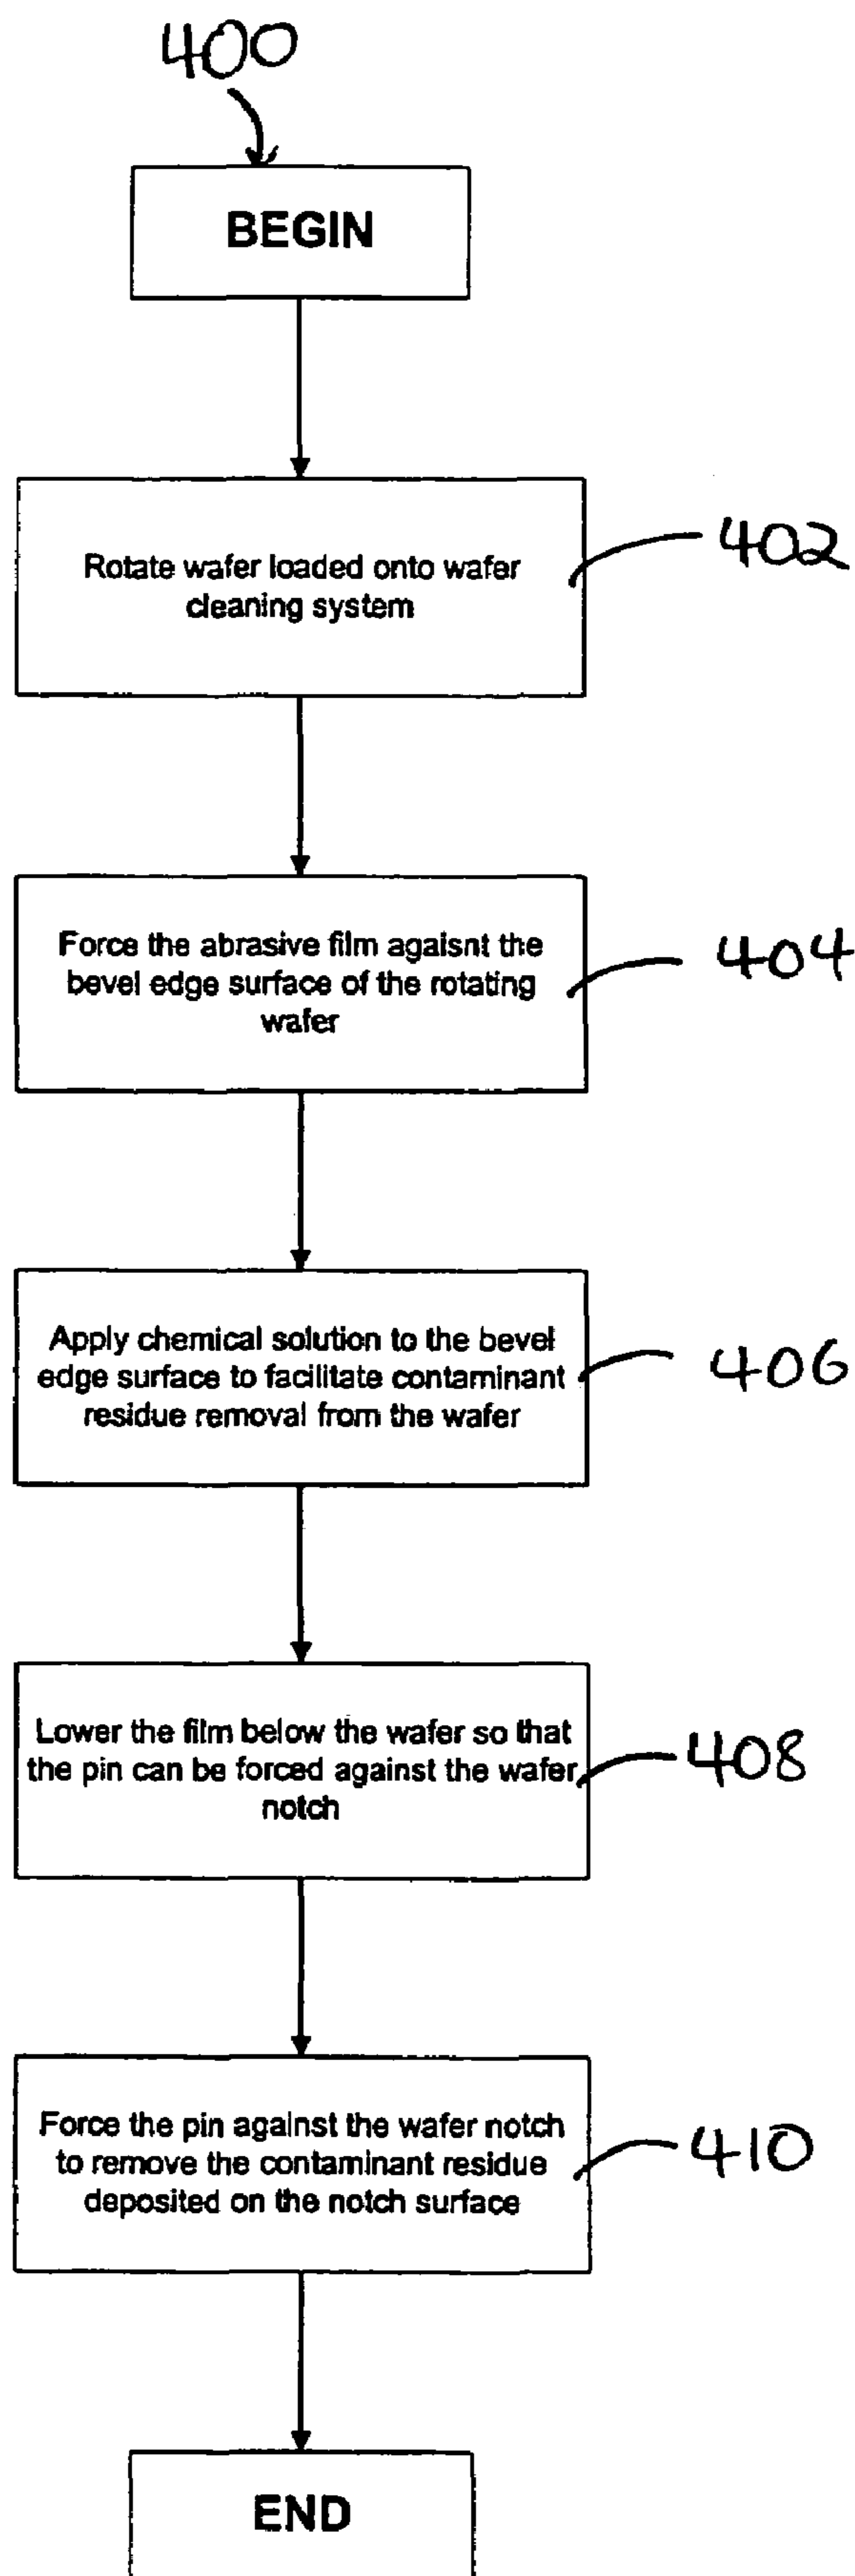 400
BEGIN
Rotate wafer loaded onto wafer
cleaning system
402
Force the abrasive film agaisnt the
bevel edge surface of the rotating
wafer
404
Apply chemical solution to the bevel
edge surface to facilitate contaminant
residue removal from the wafer
406
Lower the film below the wafer so that
the pin can be forced against the wafer
notch
408
Force the pin against the wafer notch
to remove the contaminant residue
deposited on the notch surface
410
END